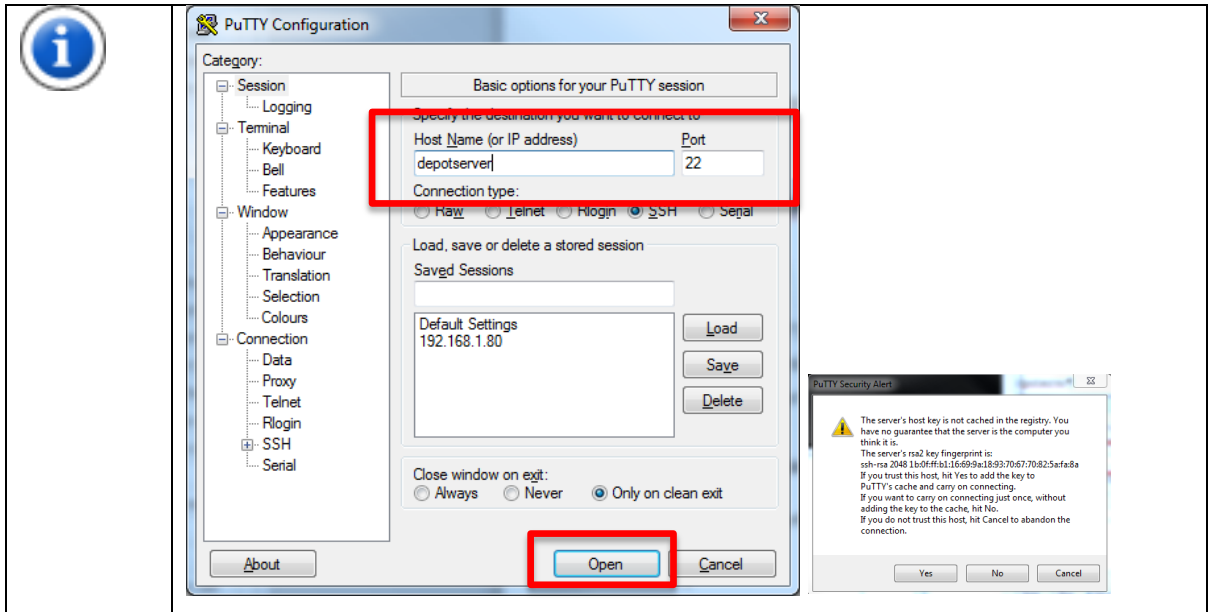 PuTTY Configuration
Category:
Session
Logging
Terminal
Keyboard
Bell
Features
Window
Appearance
Behaviour
Translation
Selection
Colours
Connection
Data
Proxy
Telnet
Rlogin
SSH
Serial
Basic options for your PuTTY session
Specify the destination you want to connect to
Host Name (or IP address) Port
depotserver 22
Connection type:
Raw Telnet Rlogin SSH Serial
Load, save or delete a stored session
Saved Sessions
Default Settings
192.168.1.80
Load
Save
Delete
Close window on exit:
Always Never Only on clean exit
About Open Cancel
PuTTY Security Alert
The server's host key is not cached in the registry. You
have no guarantee that the server is the computer you
think it is.
The server's rsa2 key fingerprint is:
ssh-rsa 2048 1b:0f:ff:b1:16:69:9a:18:93:70:67:70:82:5a:fa:8a
If you trust this host, hit Yes to add the key to
PuTTY's cache and carry on connecting.
If you want to carry on connecting just once, without
adding the key to the cache, hit No.
If you do not trust this host, hit Cancel to abandon the
connection.
Yes No Cancel